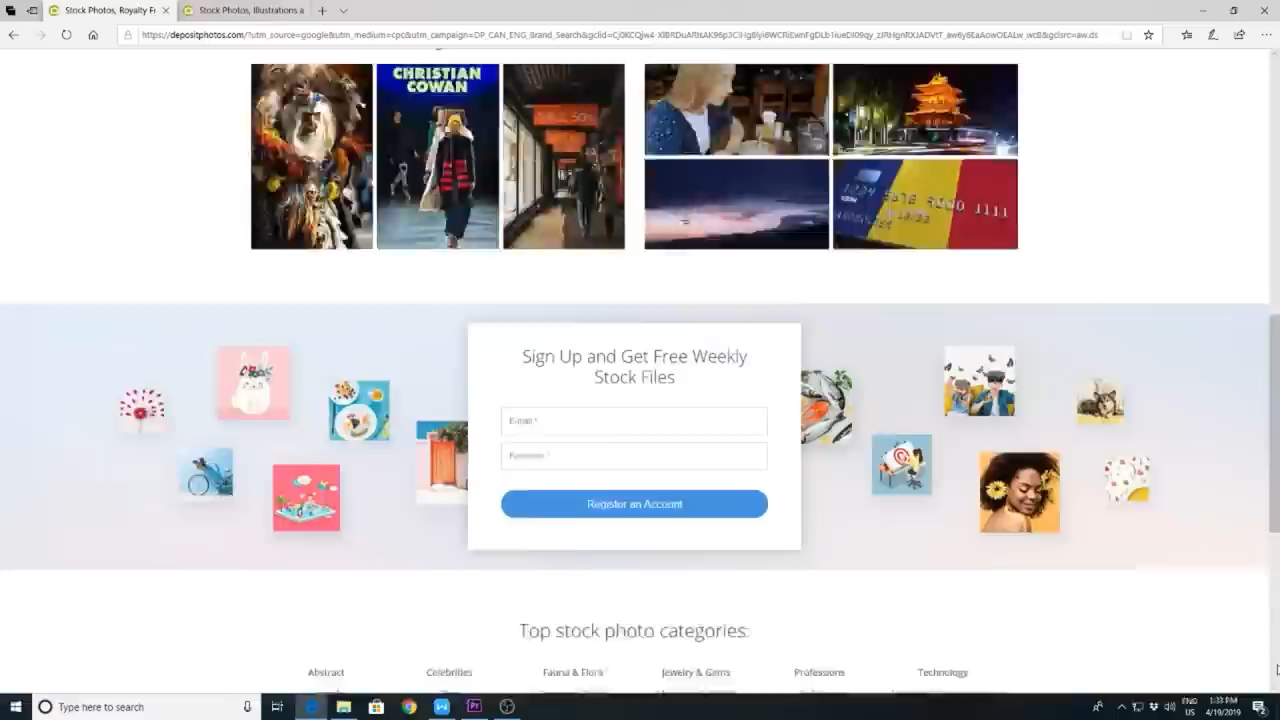 Stock Photos, Royalty Fr
Stock Photos, Illustrations a
CHRISTIAN
COWAN
50%
Sign Up and Get Free Weekly
Stock Files
E-mail *
Register an Account
Top stock photo categories:
Abstract
Celebrities
Fauna & Flora
Jewelry & Gems
Professions
Technology
Type here to search
ENG
US
1:33 PM
4/19/2019